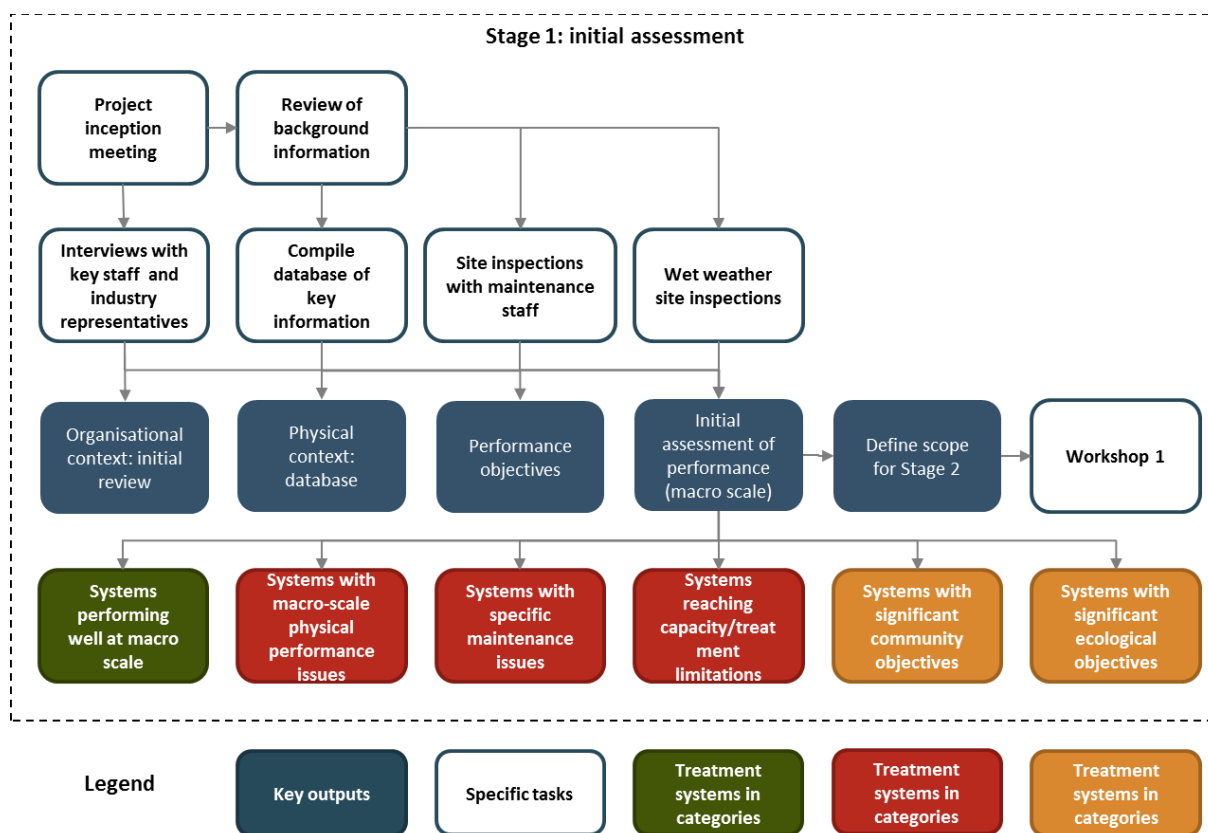 Stage 1: initial assessment
Project
inception
meeting
Review of
background
information
Interviews with
key staff and
industry
representatives
Compile
database of
key
information
Site inspections
with maintenance
staff
Wet weather
site inspections
Organisational
context: initial
review
Physical
context:
database
Performance
objectives
Initial
assessment of
performance
(macro scale)
Define scope
for Stage 2
Workshop 1
Systems
performing
well at macro
scale
Systems with
macro-scale
physical
performance
issues
Systems with
specific
maintenance
issues
Systems
reaching
capacity/treat
ment
limitations
Systems with
significant
community
objectives
Systems with
significant
ecological
objectives
Legend
Key outputs
Specific tasks
Treatment
systems in
categories
Treatment
systems in
categories
Treatment
systems in
categories